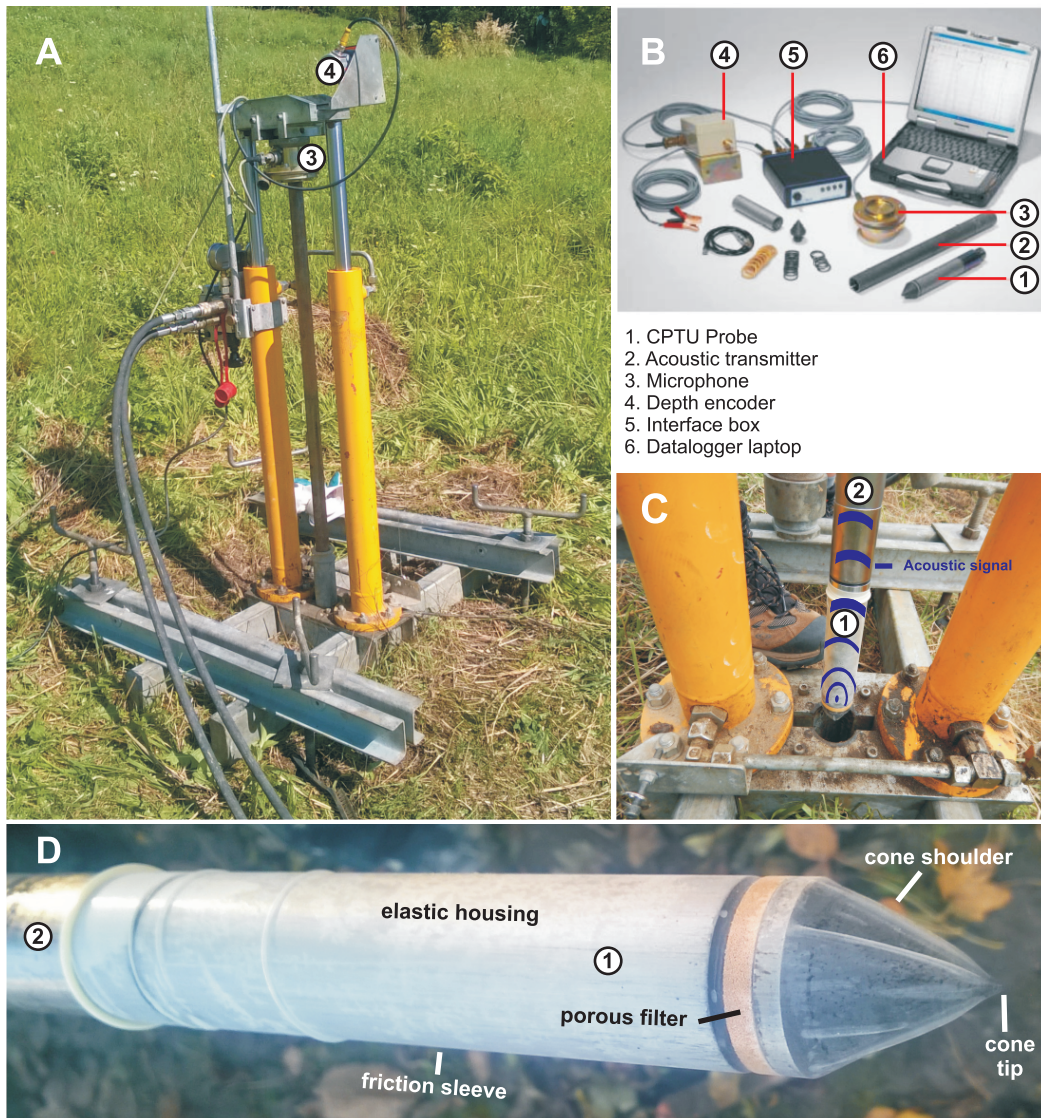 A
4
3
B
4
5
6
3
2
1
1. CPTU Probe
2. Acoustic transmitter
3. Microphone
4. Depth encoder
5. Interface box
6. Datalogger laptop
C
2
Acoustic signal
1
D
cone shoulder
elastic housing
2
1
porous filter
cone
tip
friction sleeve